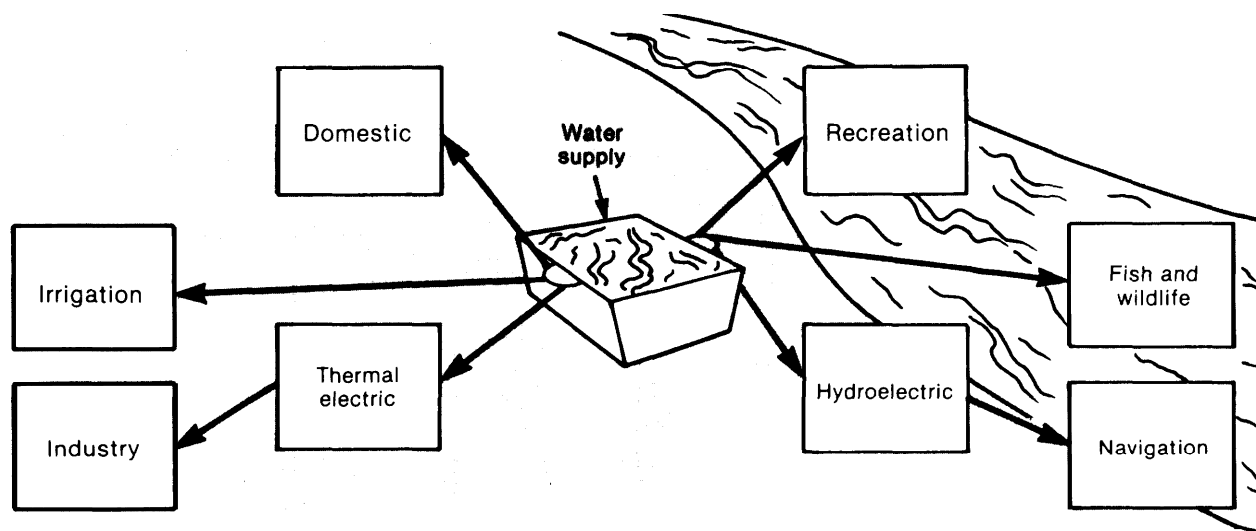 Domestic
Water
supply
Recreation
Irrigation
Fish and
wildlife
Thermal
electric
Hydroelectric
Industry
Navigation